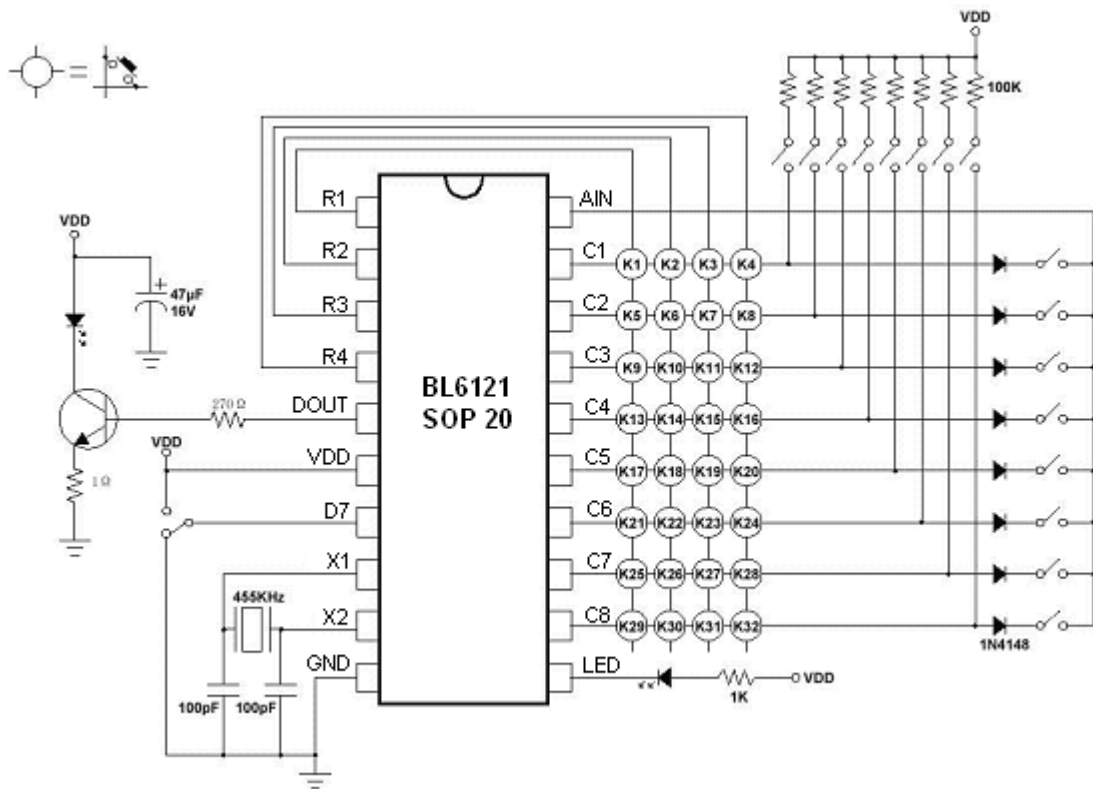 VDD
100K
R1
AIN
VDD
R2
C1
K1 K2 K3 K4
47µF
16V
R3
C2
K5 K6 K7 K8
R4
C3
K9 K10 K11 K12
BL6121
SOP 20
270 Ω
DOUT
C4
K13 K14 K15 K16
VDD
VDD
C5
K17 K18 K19 K20
1 Ω
D7
C6
K21 K22 K23 K24
X1
C7
K25 K26 K27 K28
455KHz
X2
C8
K29 K30 K31 K32
1N4148
GND
LED
VDD
1K
100pF
100pF